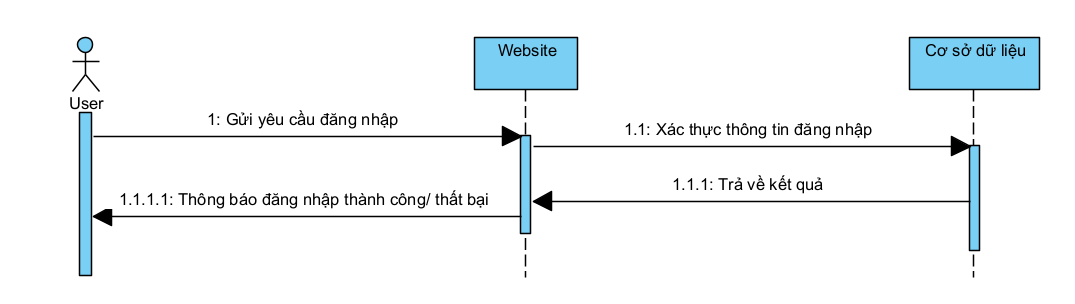 Website
Cơ sở dữ liệu
User
1: Gửi yêu cầu đăng nhập
1.1: Xác thực thông tin đăng nhập
1.1.1: Trả về kết quả
1.1.1.1: Thông báo đăng nhập thành công/ thất bại